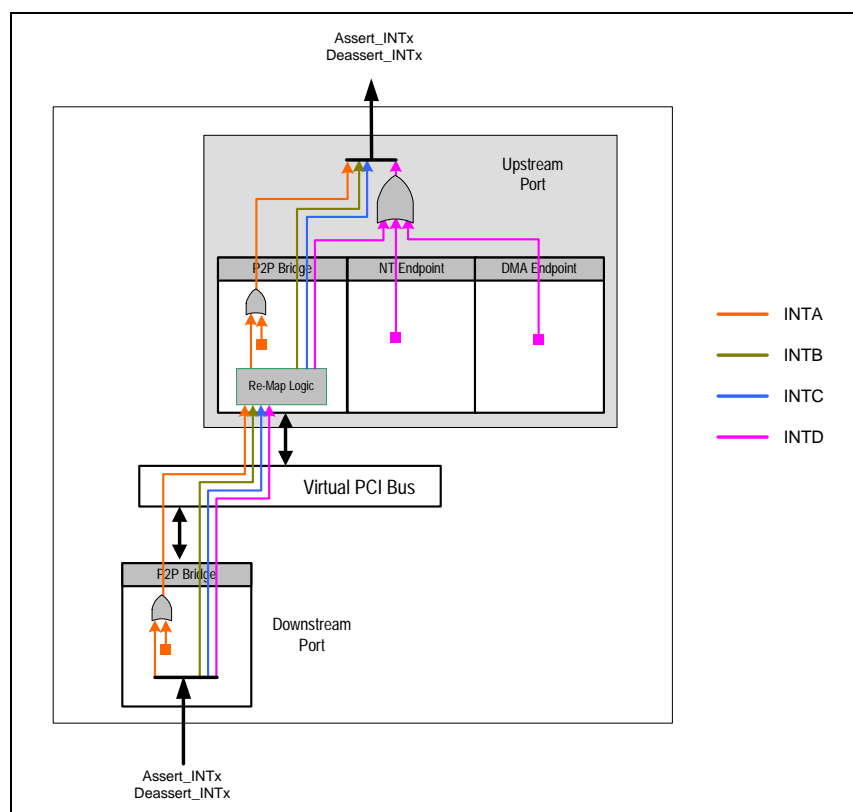 Assert_INTx
Deassert_INTx
Upstream
Port
P2P Bridge
NT Endpoint
DMA Endpoint
Re-Map Logic
INTA
INTB
INTC
INTD
Virtual PCI Bus
P2P Bridge
Downstream
Port
Assert_INTx
Deassert_INTx